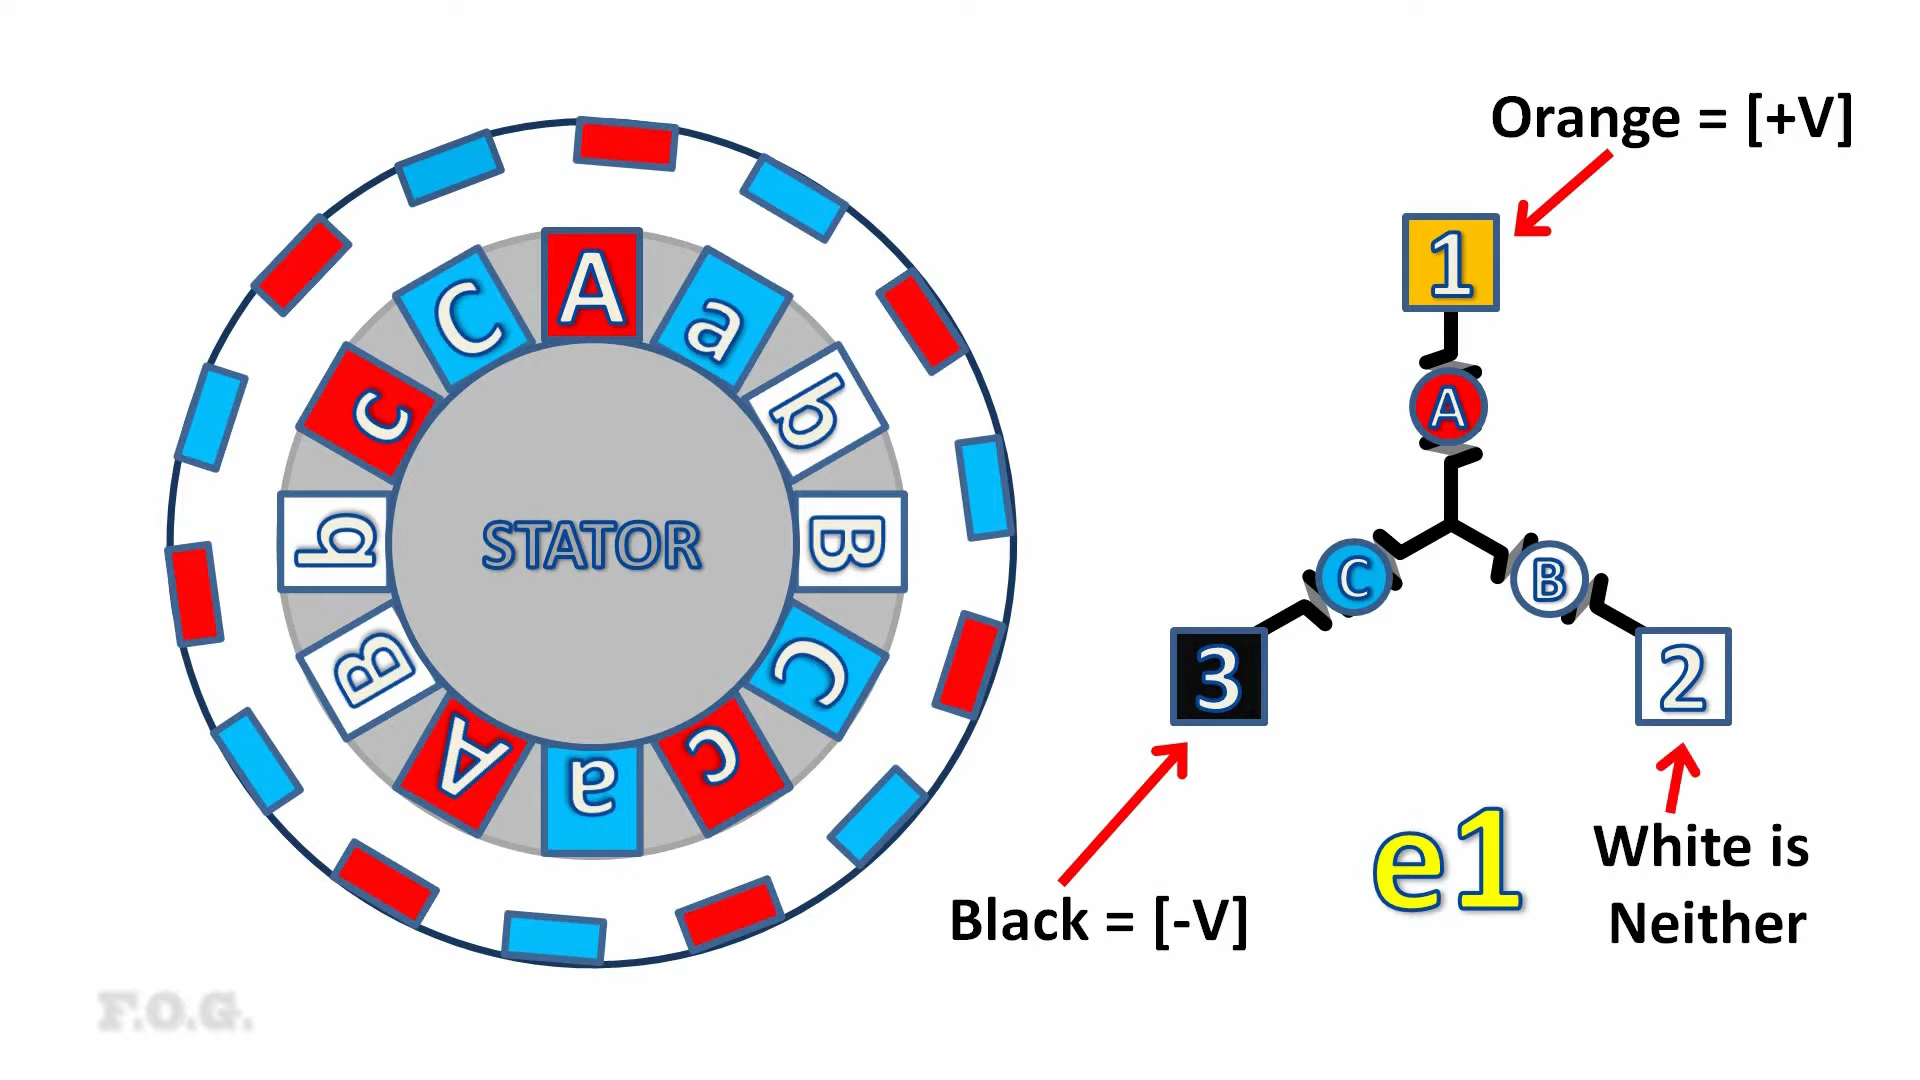 Orange = [+V]
1
A
C
B
3
2
A
a
b
B
C
c
a
A
B
b
c
C
STATOR
Black = [-V]
e1
White is
Neither
F.O.G.